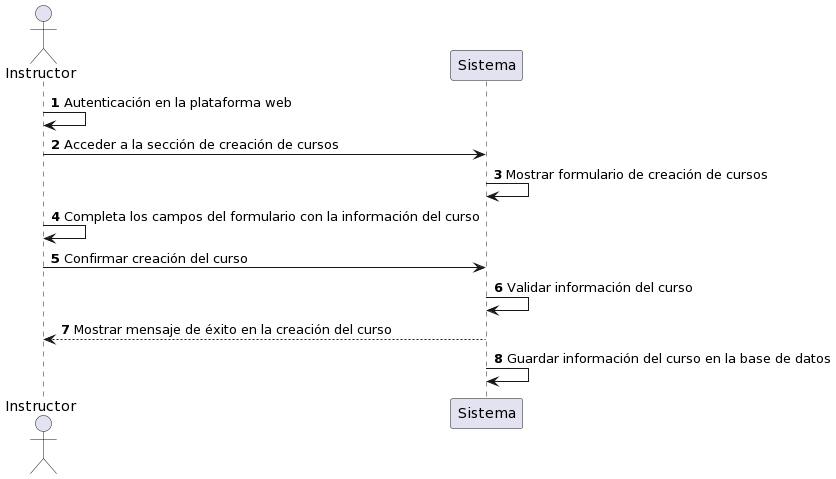 Instructor
Sistema
1 Autenticación en la plataforma web
2 Acceder a la sección de creación de cursos
3 Mostrar formulario de creación de cursos
4 Completa los campos del formulario con la información del curso
5 Confirmar creación del curso
6 Validar información del curso
7 Mostrar mensaje de éxito en la creación del curso
8 Guardar información del curso en la base de datos
Instructor
Sistema